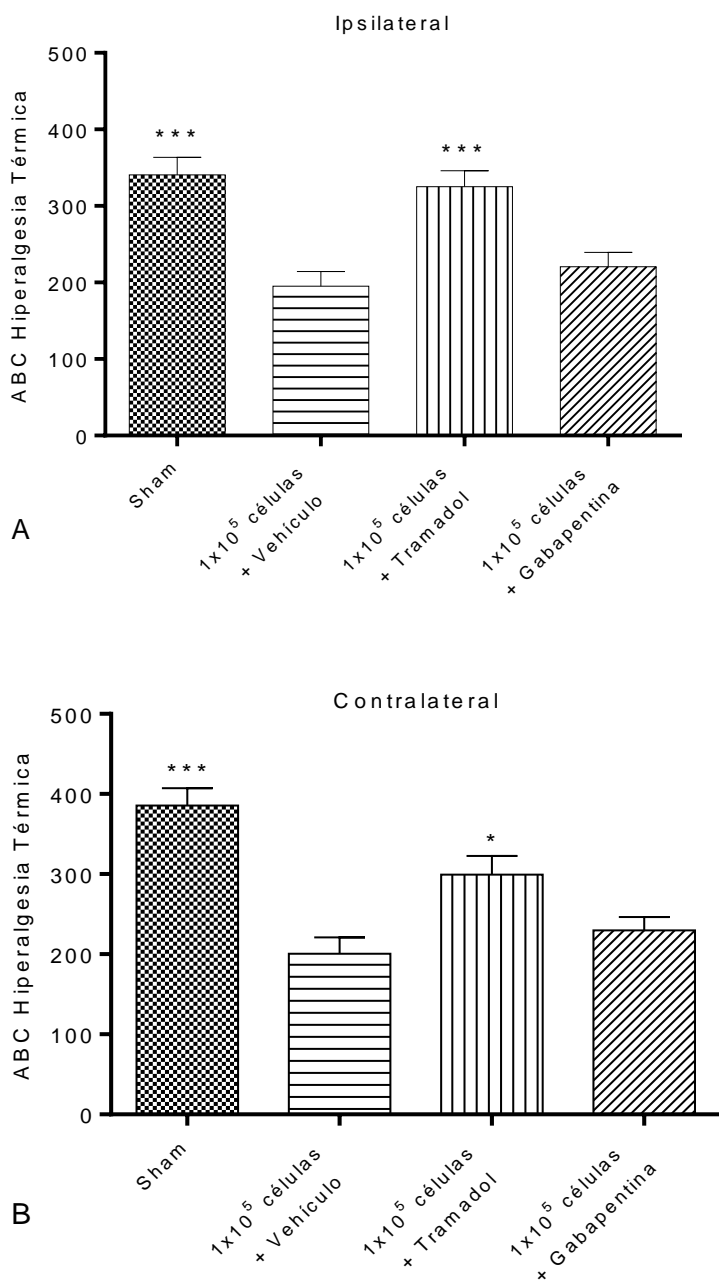 Ipsilateral
500
400
300
200
100
0
ABC Hiperalgesia Térmica
***
***
Sham
1x10⁵ células
+ Vehículo
1x10⁵ células
+ Tramadol
1x10⁵ células
+ Gabapentina
A
Contralateral
500
400
300
200
100
0
ABC Hiperalgesia Térmica
***
*
Sham
1x10⁵ células
+ Vehículo
1x10⁵ células
+ Tramadol
1x10⁵ células
+ Gabapentina
B